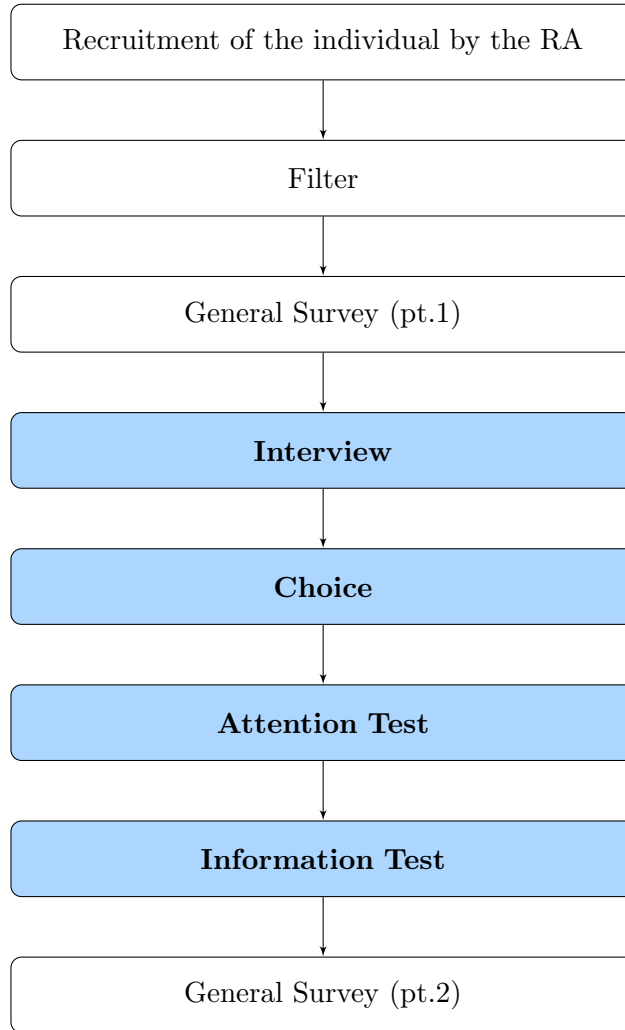 Recruitment of the individual by the RA
Filter
General Survey (pt.1)
Interview
Choice
Attention Test
Information Test
General Survey (pt.2)